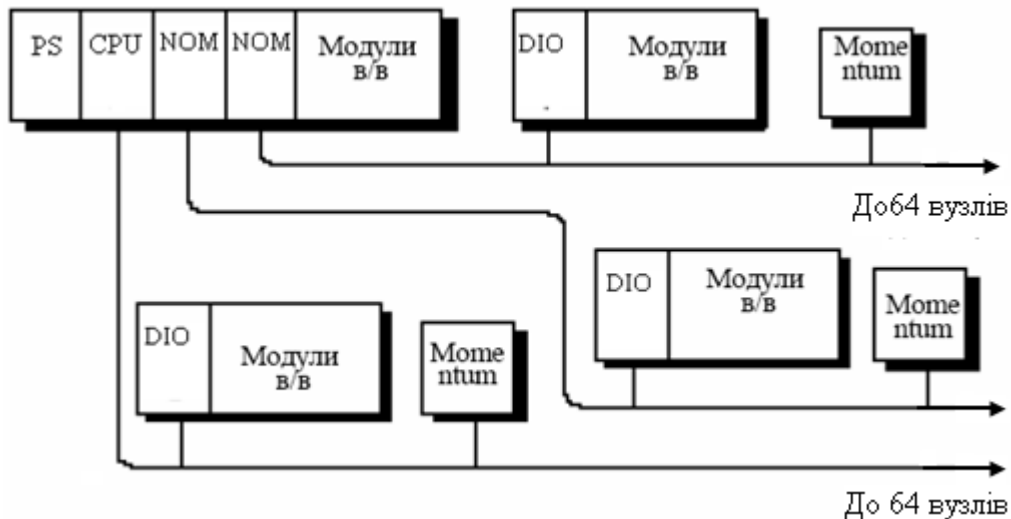 PS CPU NOM NOM Модули
в/в
DIO Модули
в/в
Mome
ntum
До64 вузлів
DIO Модули
в/в
Mome
ntum
DIO Модули
в/в
Mome
ntum
До 64 вузлів